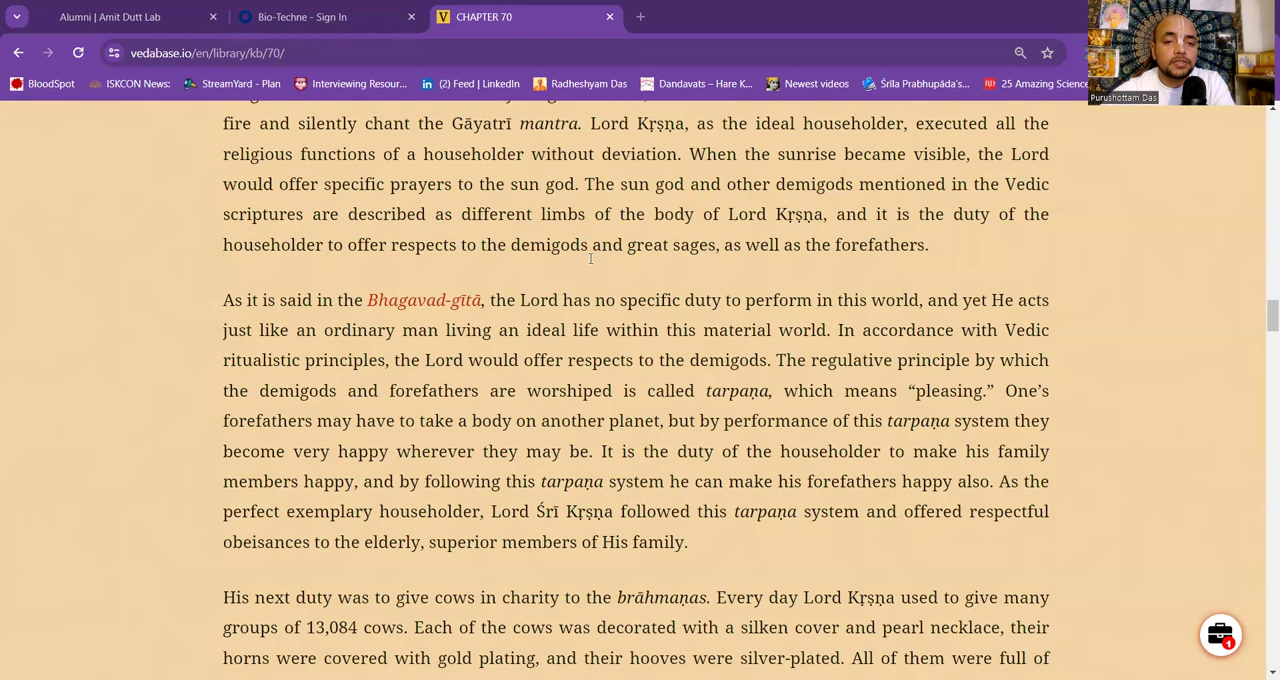 Alumni | Amit Dutt Lab
Bio-Techne - Sign In
CHAPTER 70
vedabase.io/en/library/kb/70/
BloodSpot
ISKCON News:
StreamYard - Plan
Interviewing Resour...
(2) Feed | LinkedIn
Radheshyam Das
Dandavats – Hare K...
Newest videos
Śrīla Prabhupāda's...
25 Amazing Science
Purushottam Das
fire and silently chant the Gāyatrī mantra. Lord Kṛṣṇa, as the ideal householder, executed all the
religious functions of a householder without deviation. When the sunrise became visible, the Lord
would offer specific prayers to the sun god. The sun god and other demigods mentioned in the Vedic
scriptures are described as different limbs of the body of Lord Kṛṣṇa, and it is the duty of the
householder to offer respects to the demigods and great sages, as well as the forefathers.
As it is said in the Bhagavad-gītā, the Lord has no specific duty to perform in this world, and yet He acts
just like an ordinary man living an ideal life within this material world. In accordance with Vedic
ritualistic principles, the Lord would offer respects to the demigods. The regulative principle by which
the demigods and forefathers are worshiped is called tarpaṇa, which means “pleasing.” One’s
forefathers may have to take a body on another planet, but by performance of this tarpaṇa system they
become very happy wherever they may be. It is the duty of the householder to make his family
members happy, and by following this tarpaṇa system he can make his forefathers happy also. As the
perfect exemplary householder, Lord Śrī Kṛṣṇa followed this tarpaṇa system and offered respectful
obeisances to the elderly, superior members of His family.
His next duty was to give cows in charity to the brāhmaṇas. Every day Lord Kṛṣṇa used to give many
groups of 13,084 cows. Each of the cows was decorated with a silken cover and pearl necklace, their
horns were covered with gold plating, and their hooves were silver-plated. All of them were full of
1